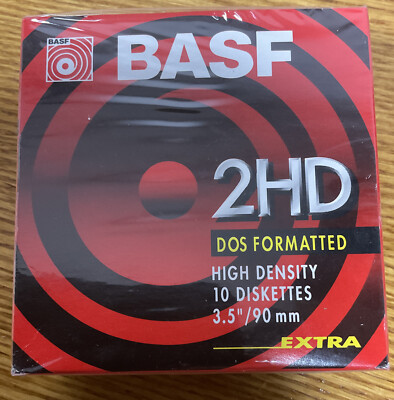 BASF
BASF
2HD
DOS FORMATTED
HIGH DENSITY
10 DISKETTES
3.5"/90 mm
EXTRA